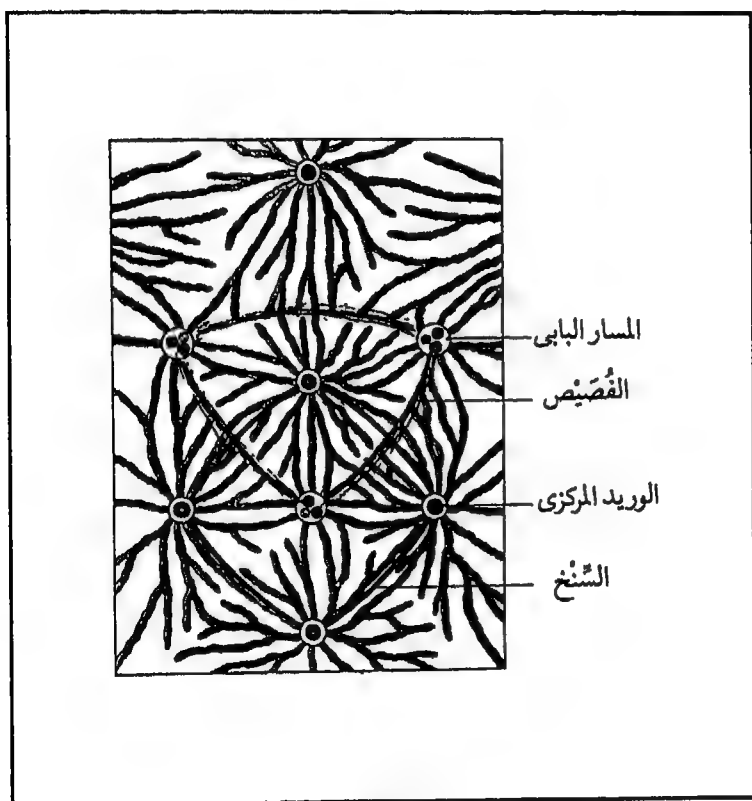 المسار البابى
الفُصَيْص
الوريد المركزى
السِّنْخ